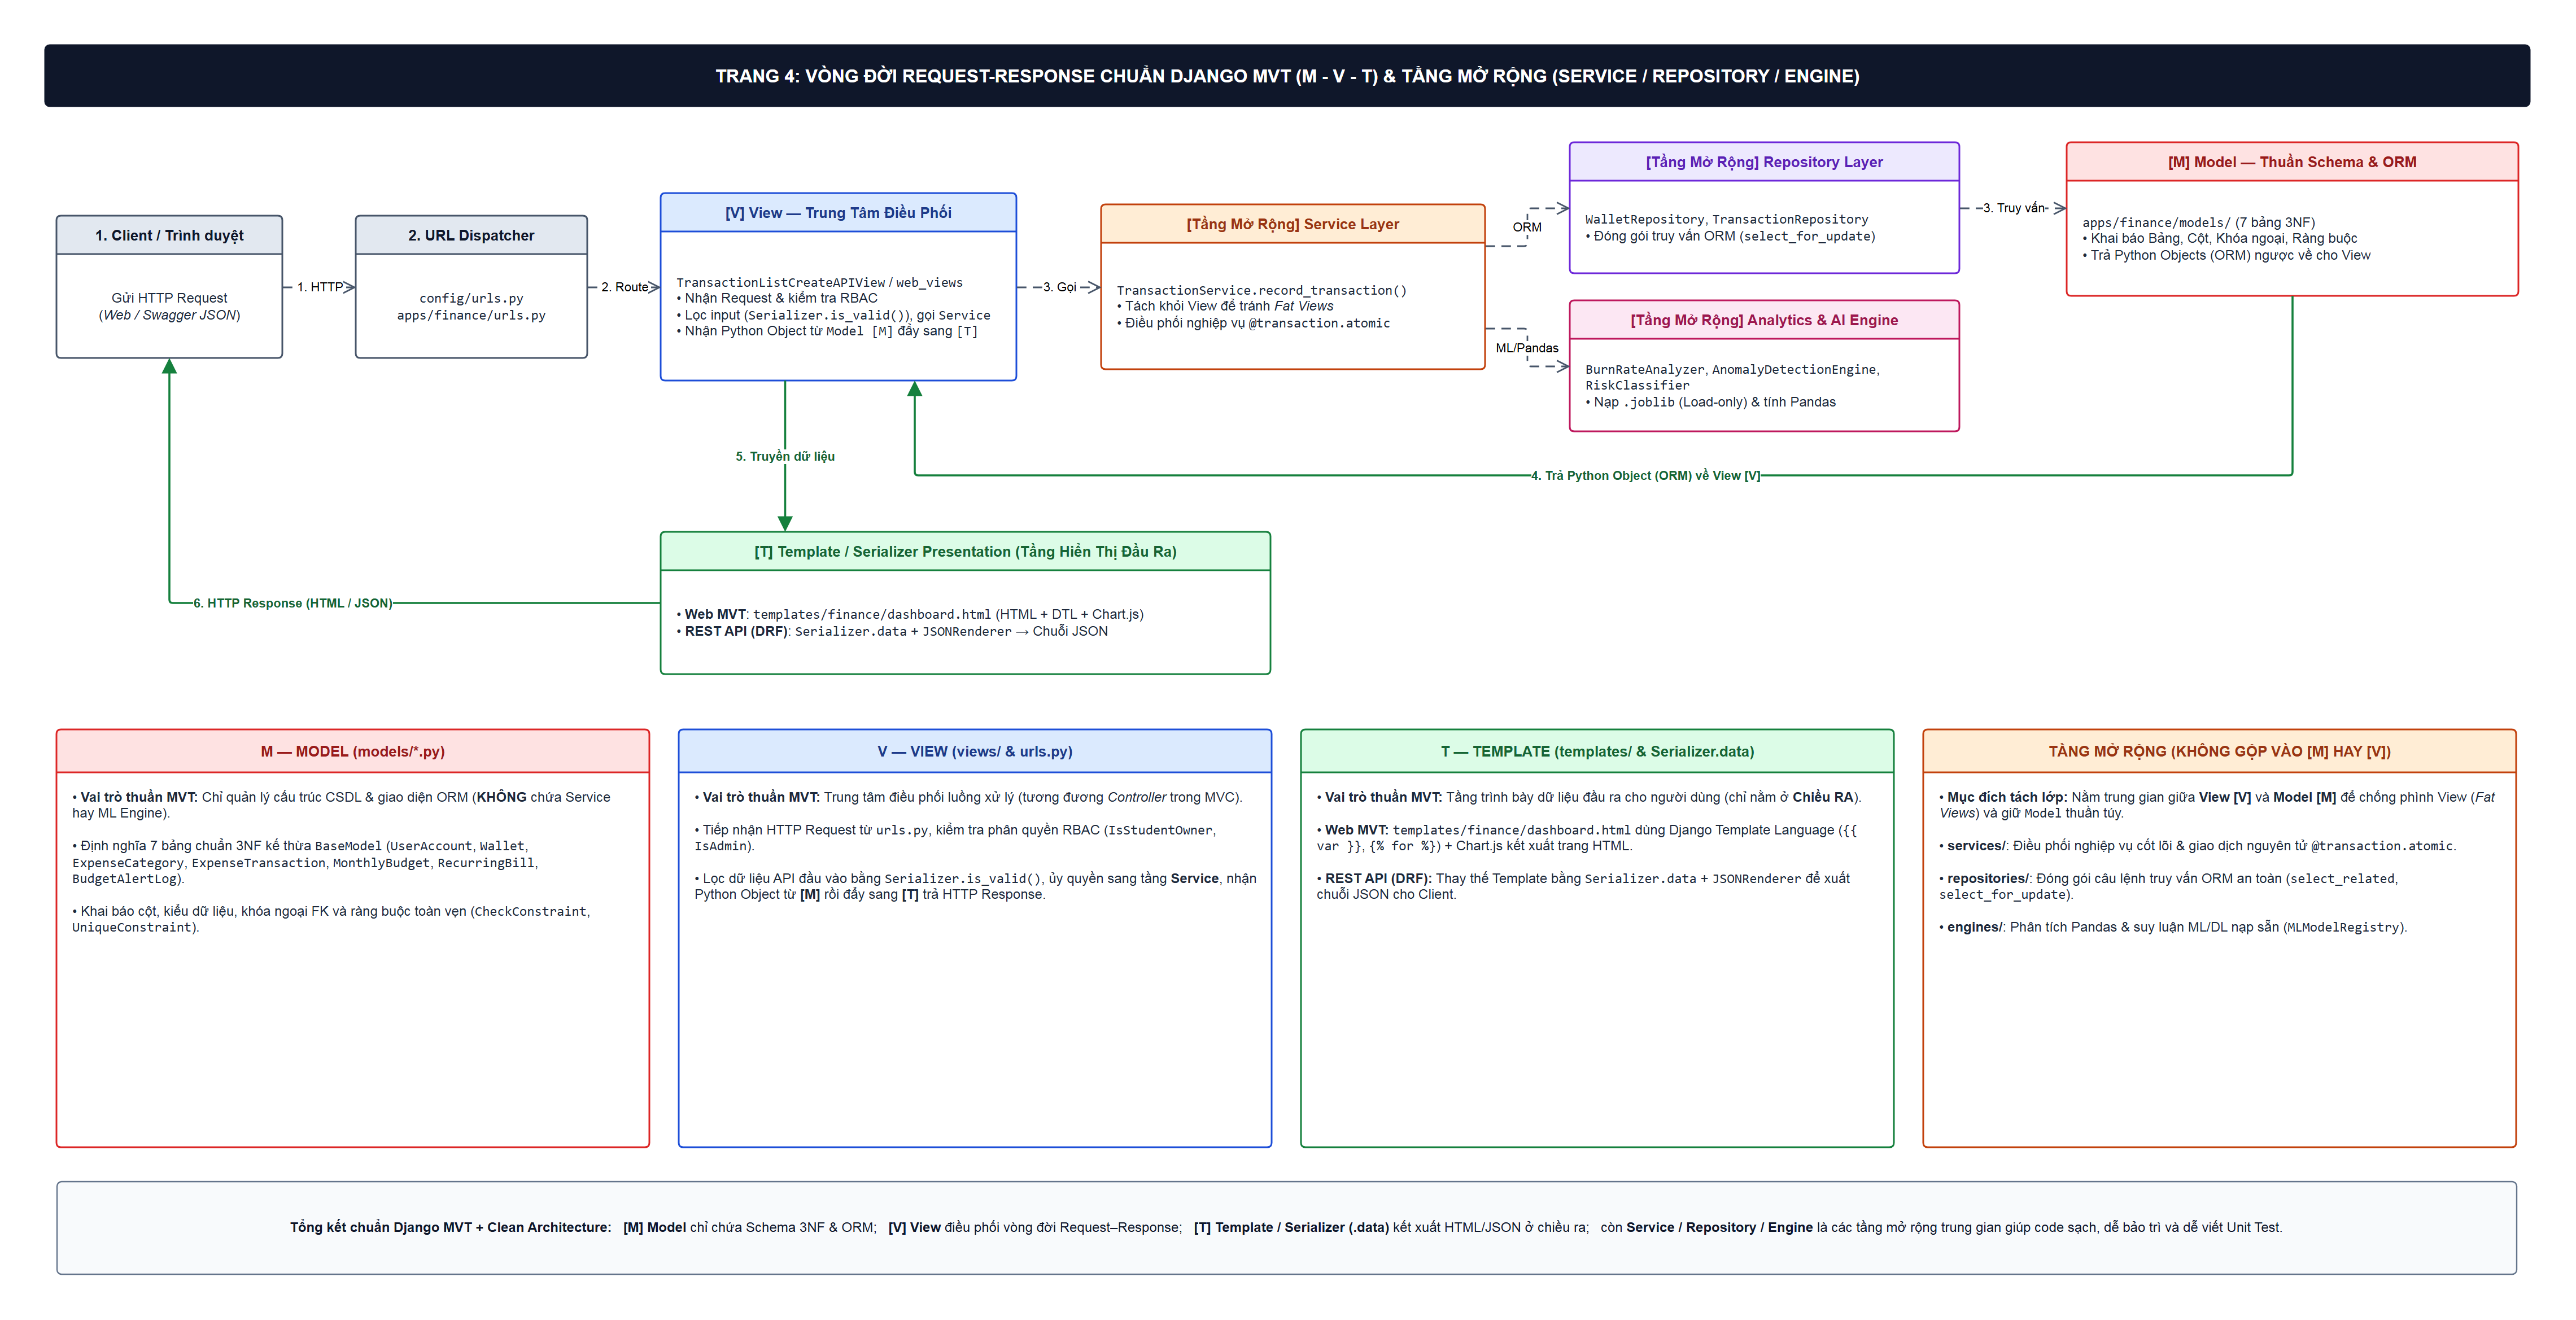 TRANG 4: VÒNG ĐỜI REQUEST-RESPONSE CHUẨN DJANGO MVT (M - V - T) & TẦNG MỞ RỘNG (SERVICE / REPOSITORY / ENGINE)
1. Client / Trình duyệt
Gửi HTTP Request
(Web / Swagger JSON)
1. HTTP
2. URL Dispatcher
config/urls.py
apps/finance/urls.py
2. Route
[V] View — Trung Tâm Điều Phối
TransactionListCreateAPIView / web_views
• Nhận Request & kiểm tra RBAC
• Lọc input (Serializer.is_valid()), gọi Service
• Nhận Python Object từ Model [M] đẩy sang [T]
3. Gọi
[Tầng Mở Rộng] Service Layer
TransactionService.record_transaction()
• Tách khỏi View để tránh Fat Views
• Điều phối nghiệp vụ @transaction.atomic
ORM
ML/Pandas
[Tầng Mở Rộng] Repository Layer
WalletRepository, TransactionRepository
• Đóng gói truy vấn ORM (select_for_update)
[Tầng Mở Rộng] Analytics & AI Engine
BurnRateAnalyzer, AnomalyDetectionEngine,
RiskClassifier
• Nạp .joblib (Load-only) & tính Pandas
3. Truy vấn
[M] Model — Thuần Schema & ORM
apps/finance/models/ (7 bảng 3NF)
• Khai báo Bảng, Cột, Khóa ngoại, Ràng buộc
• Trả Python Objects (ORM) ngược về cho View
4. Trả Python Object (ORM) về View [V]
5. Truyền dữ liệu
[T] Template / Serializer Presentation (Tầng Hiển Thị Đầu Ra)
• Web MVT: templates/finance/dashboard.html (HTML + DTL + Chart.js)
• REST API (DRF): Serializer.data + JSONRenderer → Chuỗi JSON
6. HTTP Response (HTML / JSON)
M — MODEL (models/*.py)
• Vai trò thuần MVT: Chỉ quản lý cấu trúc CSDL & giao diện ORM (KHÔNG chứa Service
hay ML Engine).
• Định nghĩa 7 bảng chuẩn 3NF kế thừa BaseModel (UserAccount, Wallet,
ExpenseCategory, ExpenseTransaction, MonthlyBudget, RecurringBill,
BudgetAlertLog).
• Khai báo cột, kiểu dữ liệu, khóa ngoại FK và ràng buộc toàn vẹn (CheckConstraint,
UniqueConstraint).
V — VIEW (views/ & urls.py)
• Vai trò thuần MVT: Trung tâm điều phối luồng xử lý (tương đương Controller trong MVC).
• Tiếp nhận HTTP Request từ urls.py, kiểm tra phân quyền RBAC (IsStudentOwner,
IsAdmin).
• Lọc dữ liệu API đầu vào bằng Serializer.is_valid(), ủy quyền sang tầng Service, nhận
Python Object từ [M] rồi đẩy sang [T] trả HTTP Response.
T — TEMPLATE (templates/ & Serializer.data)
• Vai trò thuần MVT: Tầng trình bày dữ liệu đầu ra cho người dùng (chỉ nằm ở Chiều RA).
• Web MVT: templates/finance/dashboard.html dùng Django Template Language ({{
var }}, {% for %}) + Chart.js kết xuất trang HTML.
• REST API (DRF): Thay thế Template bằng Serializer.data + JSONRenderer để xuất
chuỗi JSON cho Client.
TẦNG MỞ RỘNG (KHÔNG GỘP VÀO [M] HAY [V])
• Mục đích tách lớp: Nằm trung gian giữa View [V] và Model [M] để chống phình View (Fat
Views) và giữ Model thuần túy.
• services/: Điều phối nghiệp vụ cốt lõi & giao dịch nguyên tử @transaction.atomic.
• repositories/: Đóng gói câu lệnh truy vấn ORM an toàn (select_related,
select_for_update).
• engines/: Phân tích Pandas & suy luận ML/DL nạp sẵn (MLModelRegistry).
Tổng kết chuẩn Django MVT + Clean Architecture: [M] Model chỉ chứa Schema 3NF & ORM; [V] View điều phối vòng đời Request–Response; [T] Template / Serializer (.data) kết xuất HTML/JSON ở chiều ra; còn Service / Repository / Engine là các tầng mở rộng trung gian giúp code sạch, dễ bảo trì và dễ viết Unit Test.